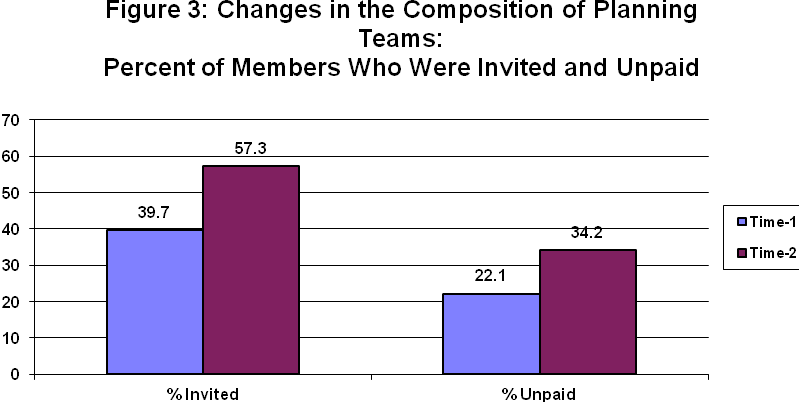 Figure 3: Changes in the Composition of Planning
Teams:
Percent of Members Who Were Invited and Unpaid
70
60
50
40
30
20
10
0
39.7
57.3
22.1
34.2
% Invited
% Unpaid
Time-1
Time-2